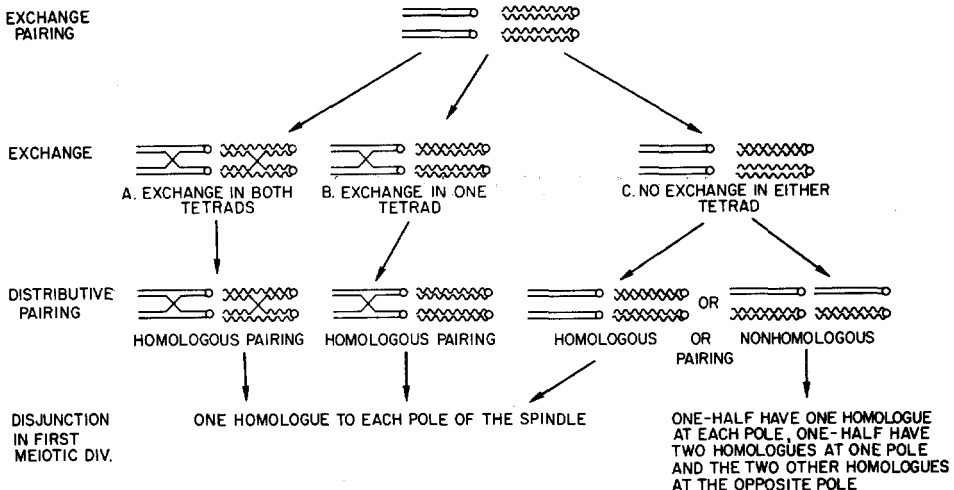 EXCHANGE
PAIRING
EXCHANGE
A. EXCHANGE IN BOTH
TETRADS
B. EXCHANGE IN ONE
TETRAD
C. NO EXCHANGE IN EITHER
TETRAD
DISTRIBUTIVE
PAIRING
OR
HOMOLOGOUS PAIRING
HOMOLOGOUS PAIRING
HOMOLOGOUS
OR
NONHOMOLOGOUS
PAIRING
DISJUNCTION
IN FIRST
MEIOTIC DIV.
ONE HOMOLOGUE TO EACH POLE OF THE SPINDLE
ONE-HALF HAVE ONE HOMOLOGUE
AT EACH POLE, ONE-HALF HAVE
TWO HOMOLOGUES AT ONE POLE
AND THE TWO OTHER HOMOLOGUES
AT THE OPPOSITE POLE